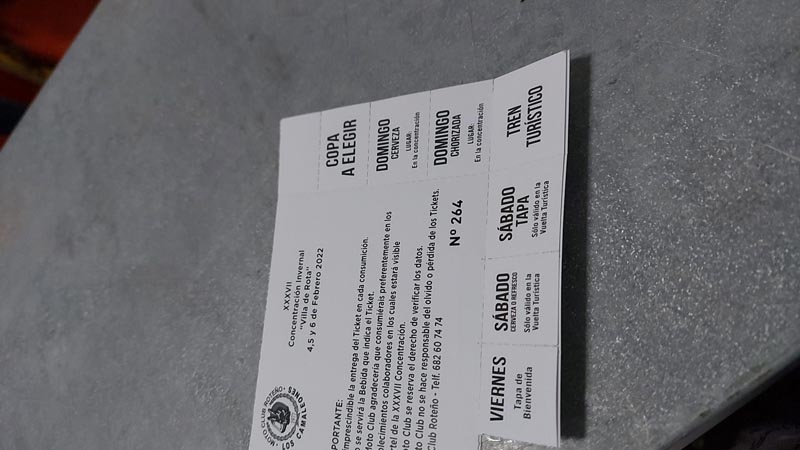 XXXVII
Concentración Invernal
"Villa de Rota"
4,5 y 6 de Febrero 2022
MOTO CLUB ROTEÑO
LOS CAMALEONES
PORTANTE:
mprescindible la entrega del Ticket en cada consumición.
o se servirá la Bebida que indica el Ticket.
Moto Club agradecería que consumiérais preferentemente en los
blecimientos colaboradores en los cuales estará visible
rtel de la XXXVII Concentración.
o Club se reserva el derecho de verificar los datos.
to Club no se hace responsable del olvido o pérdida de los Tickets.
Club Roteño - Telf. 682 60 74 74
Nº 264
COPA
A ELEGIR
DOMINGO
CERVEZA
LUGAR:
En la concentración
DOMINGO
CHORIZADA
LUGAR:
En la concentración
VIERNES
Tapa de
Bienvenida
SÁBADO
CERVEZA O REFRESCO
Sólo válido en la
Vuelta Turística
SÁBADO
TAPA
Sólo válido en la
Vuelta Turística
TREN
TURÍSTICO